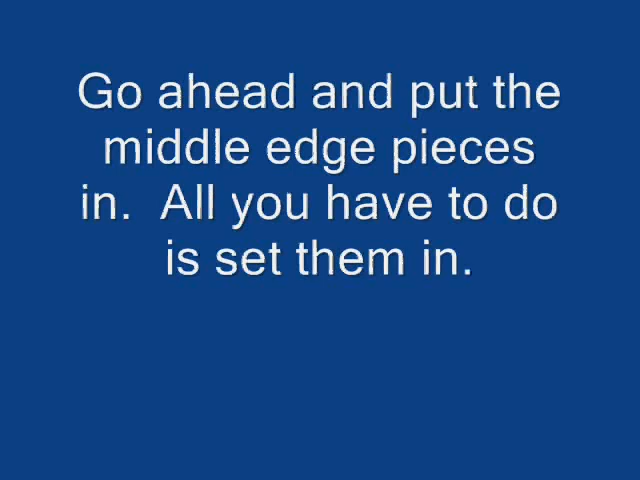 Go ahead and put the
middle edge pieces
in.  All you have to do
is set them in.